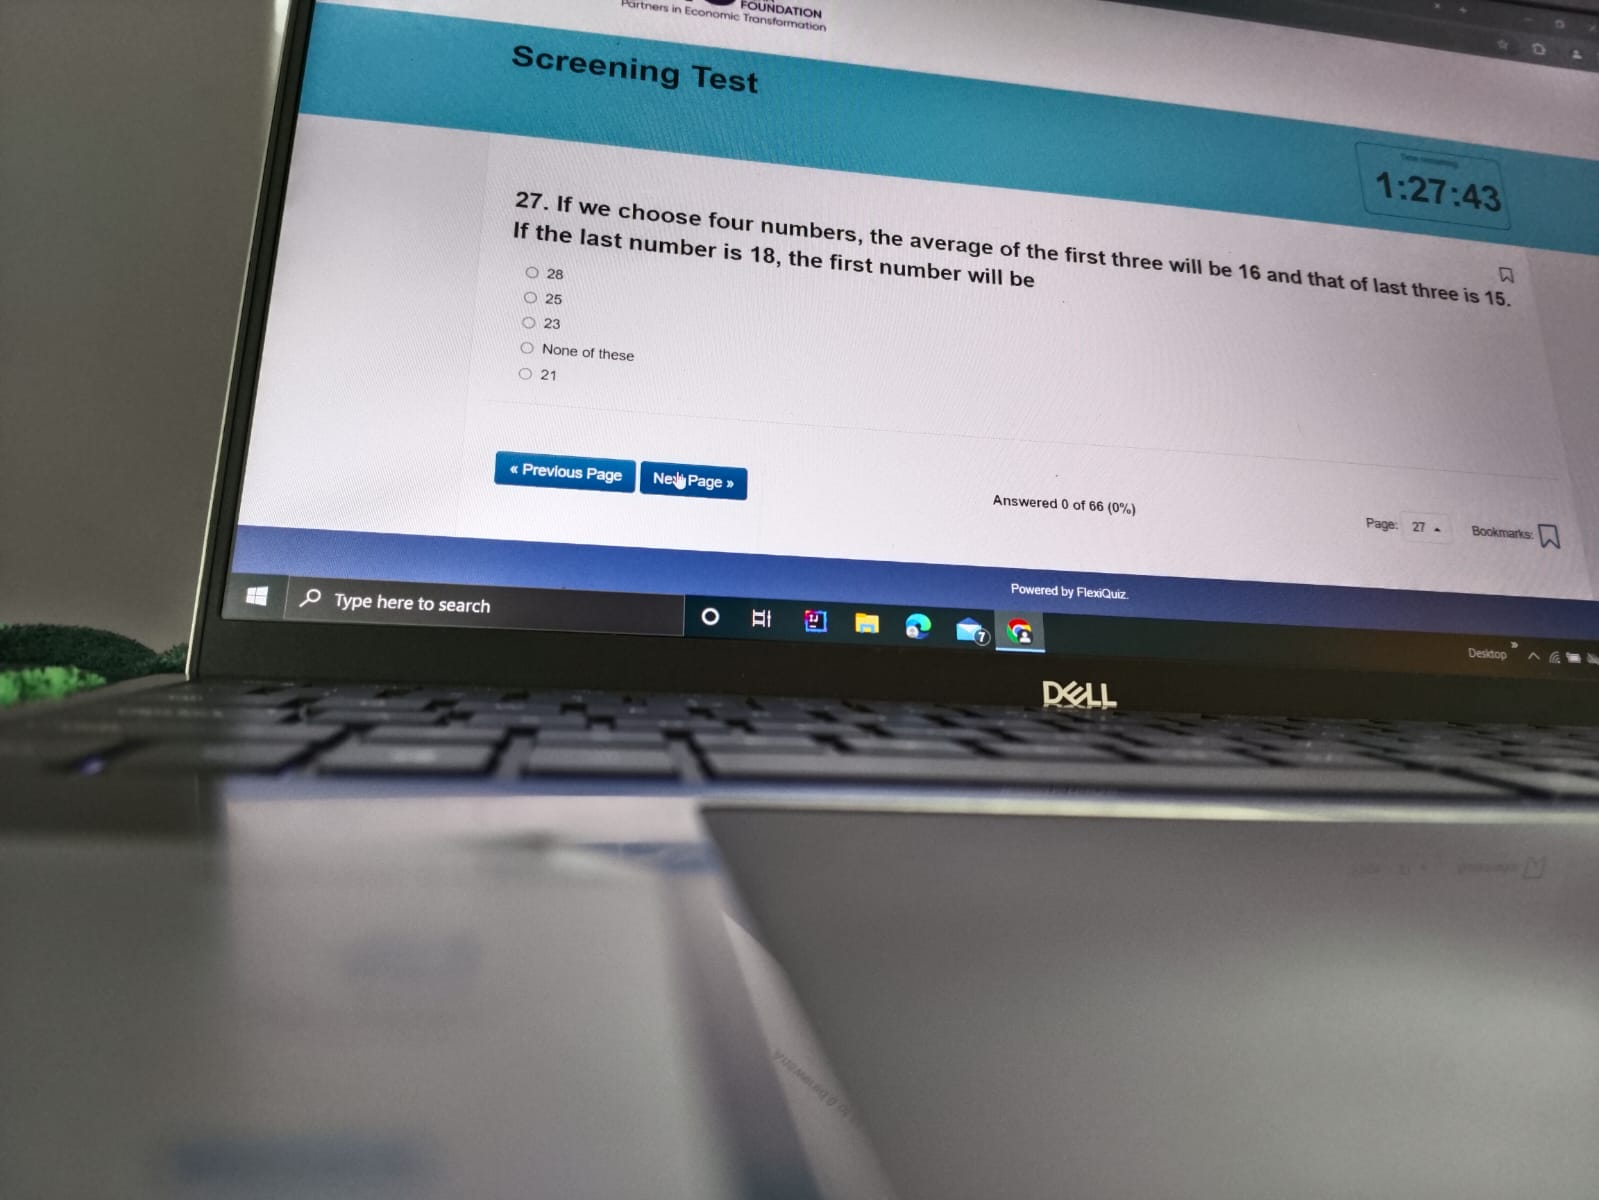 FOUNDATION
Partners in Economic Transformation
Screening Test
Time remaining
1:27:43
27. If we choose four numbers, the average of the first three will be 16 and that of last three is 15.
If the last number is 18, the first number will be
28
25
23
None of these
21
« Previous Page
Next Page »
Answered 0 of 66 (0%)
Page: 27
Bookmarks:
Powered by FlexiQuiz.
Type here to search
7
Desktop
DELL